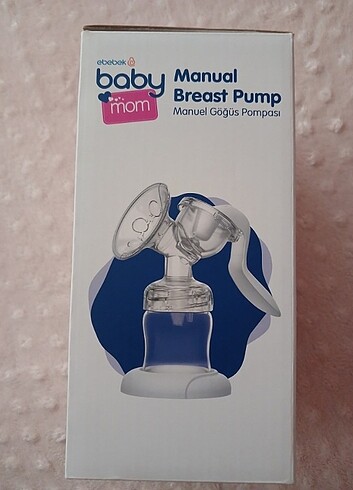 ebebek
baby
mom
Manual
Breast Pump
Manuel Göğüs Pompası